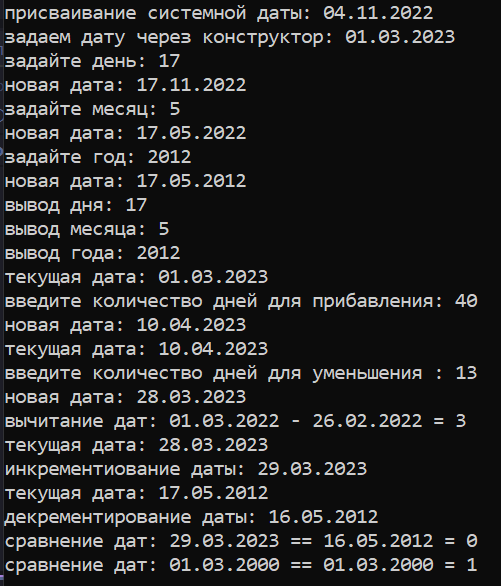 присваивание системной даты: 04.11.2022
задаем дату через конструктор: 01.03.2023
задайте день: 17
новая дата: 17.11.2022
задайте месяц: 5
новая дата: 17.05.2022
задайте год: 2012
новая дата: 17.05.2012
вывод дня: 17
вывод месяца: 5
вывод года: 2012
текущая дата: 01.03.2023
введите количество дней для прибавления: 40
новая дата: 10.04.2023
текущая дата: 10.04.2023
введите количество дней для уменьшения : 13
новая дата: 28.03.2023
вычитание дат: 01.03.2022 - 26.02.2022 = 3
текущая дата: 28.03.2023
инкрементиование даты: 29.03.2023
текущая дата: 17.05.2012
декрементирование даты: 16.05.2012
сравнение дат: 29.03.2023 == 16.05.2012 = 0
сравнение дат: 01.03.2000 == 01.03.2000 = 1